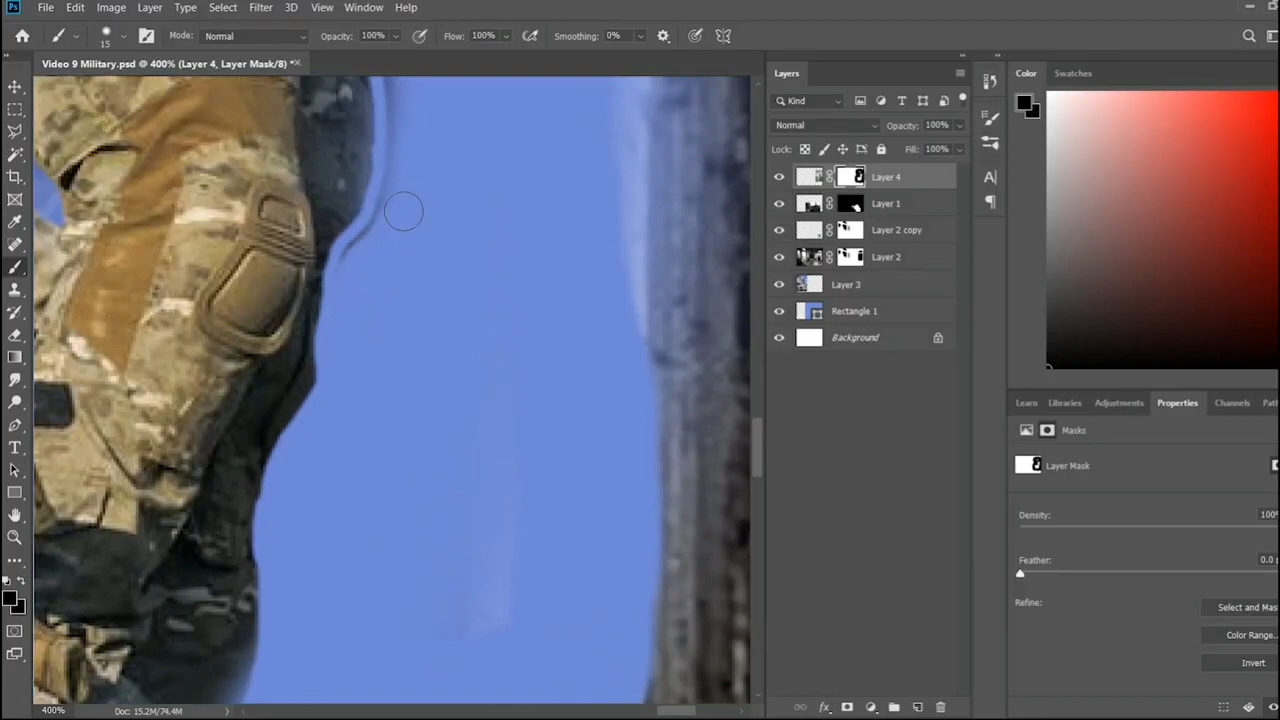 Ps File Edit Image Layer Type Select Filter 3D View Window Help
15 Mode: Normal Opacity: 100% Flow: 100% Smoothing: 0%
Video 9 Military.psd @ 400% (Layer 4, Layer Mask/8) *
Layers
Kind
Normal Opacity: 100%
Lock: Fill: 100%
Layer 4
Layer 1
Layer 2 copy
Layer 2
Layer 3
Rectangle 1
Background
Color Swatches
Learn Libraries Adjustments Properties Channels Pat
Masks
Layer Mask
Density: 100%
Feather: 0.0 p
Refine:
Select and Mas
Color Range...
Invert
400% Doc: 15.2M/74.4M